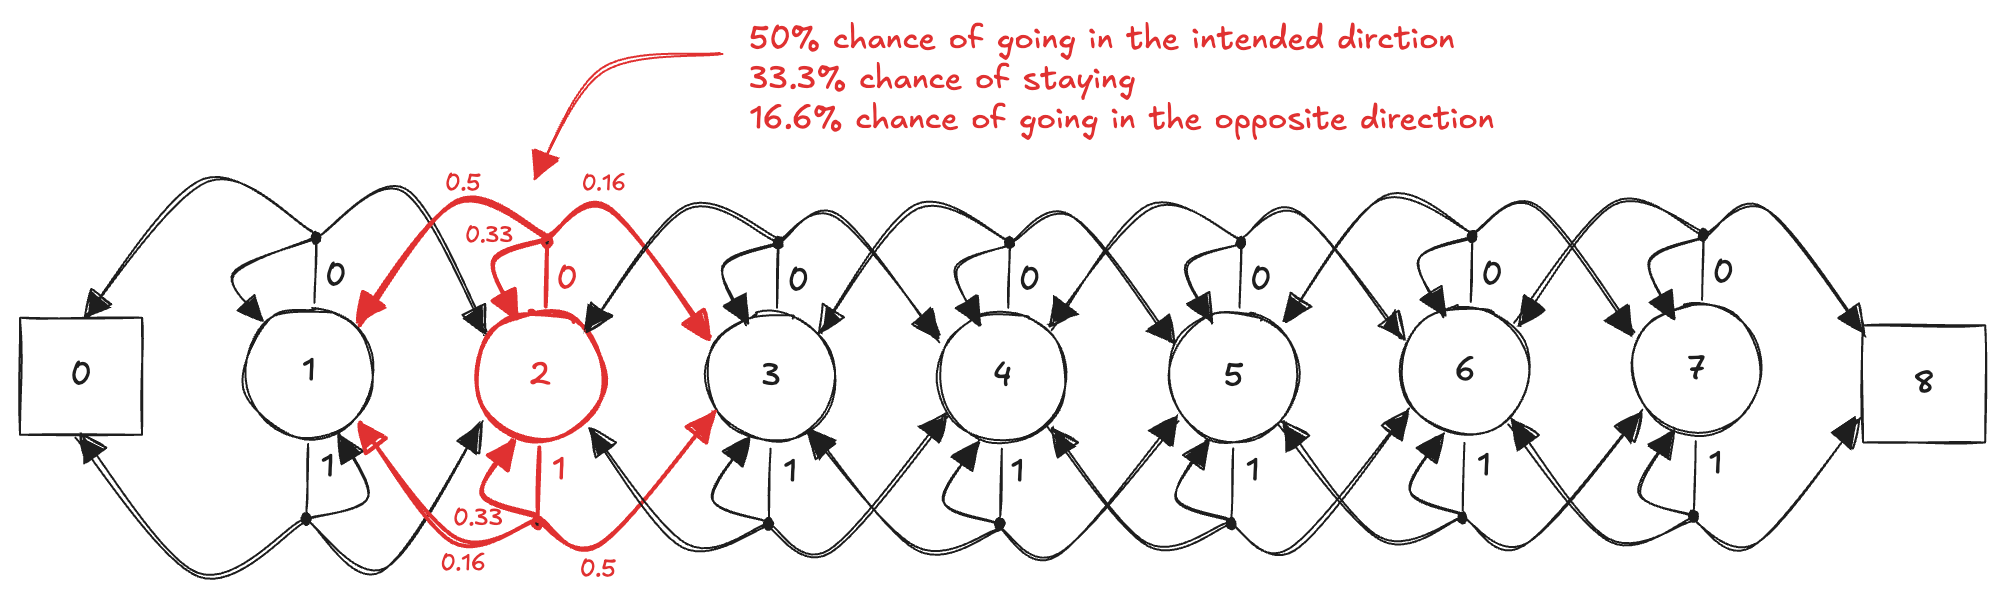 50% chance of going in the intended dirction
33.3% chance of staying
16.6% chance of going in the opposite direction
0.5 0.16
0.33
0 0 0 0 0 0 0
0 1 2 3 4 5 6 7 8
1 1 1 1 1 1 1
0.33
0.16 0.5